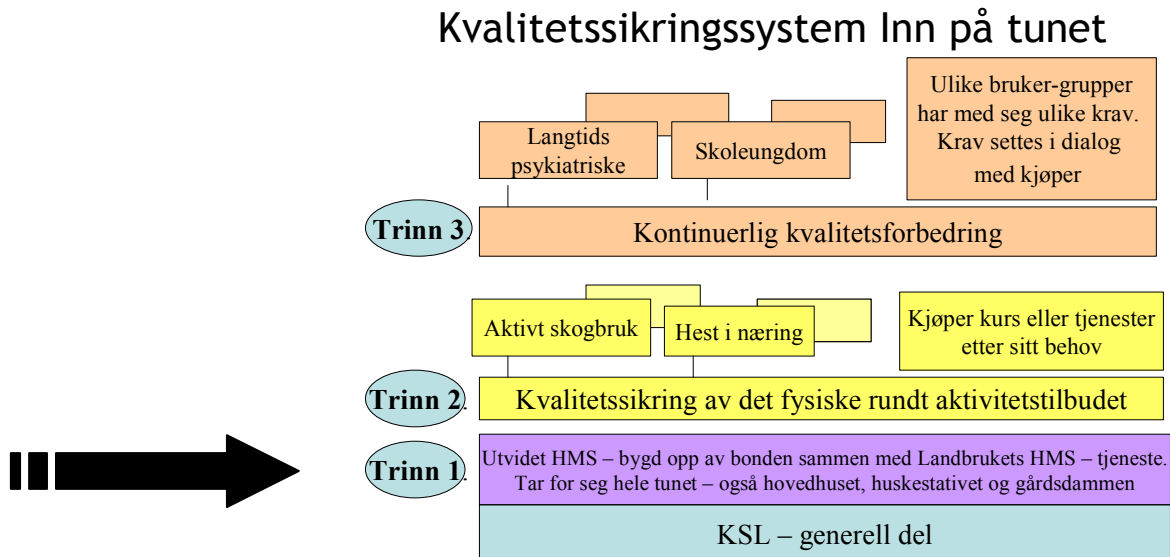 Kvalitetssikringssystem Inn på tunet
Langtids
psykiatriske
Skoleungdom
Ulike bruker-grupper
har med seg ulike krav.
Krav settes i dialog
med kjøper
Trinn 3.
Kontinuerlig kvalitetsforbedring
Aktivt skogbruk
Hest i næring
Kjøper kurs eller tjenester
etter sitt behov
Trinn 2.
Kvalitetssikring av det fysiske rundt aktivitetstilbudet
Trinn 1.
Utvidet HMS – bygd opp av bonden sammen med Landbrukets HMS – tjeneste.
Tar for seg hele tunet – også hovedhuset, huskestativet og gårdsdammen
KSL – generell del